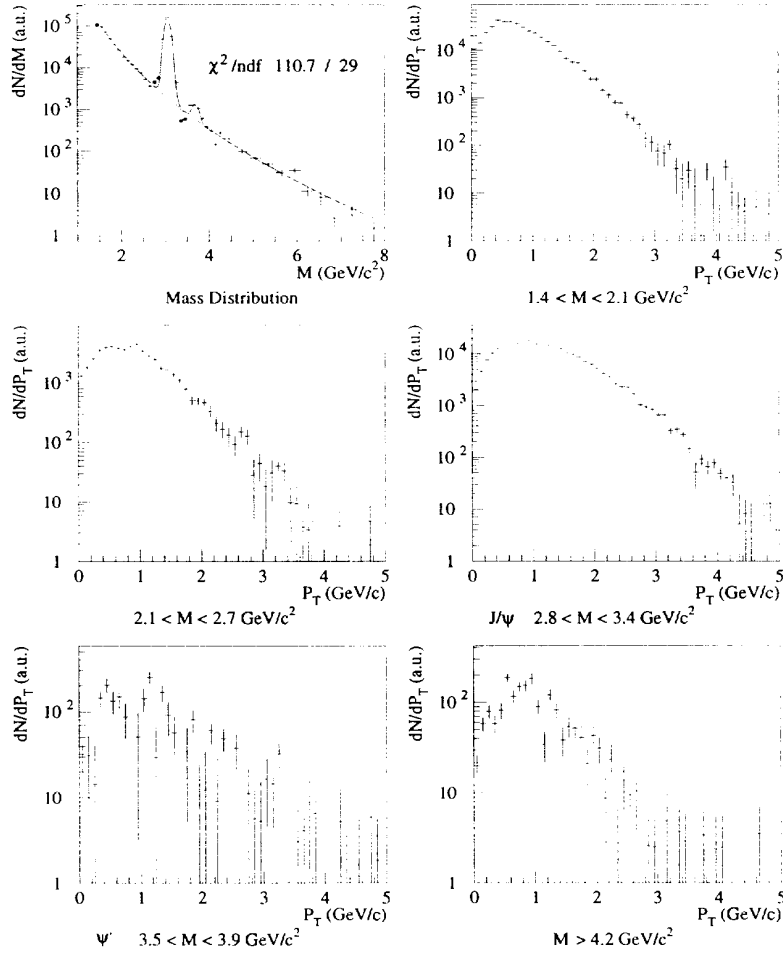 dN/dM
10^5
10^4
10^3
10^2
10
1
χ^2/ndf 110.7 / 29
2 4 6 8
M (GeV/c^2)
Mass Distribution
dN/dP_T (a.u.)
10^4
10^3
10^2
10
1
0 1 2 3 4 5
P_T (GeV/c)
1.4 < M < 2.1 GeV/c^2
dN/dP_T (a.u.)
10^3
10^2
10
1
0 1 2 3 4 5
P_T (GeV/c)
2.1 < M < 2.7 GeV/c^2
dN/dP_T (a.u.)
10^4
10^3
10^2
10
1
0 1 2 3 4 5
P_T (GeV/c)
J/ψ 2.8 < M < 3.4 GeV/c^2
dN/dP_T (a.u.)
10^2
10
1
0 1 2 3 4 5
P_T (GeV/c)
Ψ' 3.5 < M < 3.9 GeV/c^2
dN/dP_T (a.u.)
10^2
10
1
0 1 2 3 4 5
P_T (GeV/c)
M > 4.2 GeV/c^2